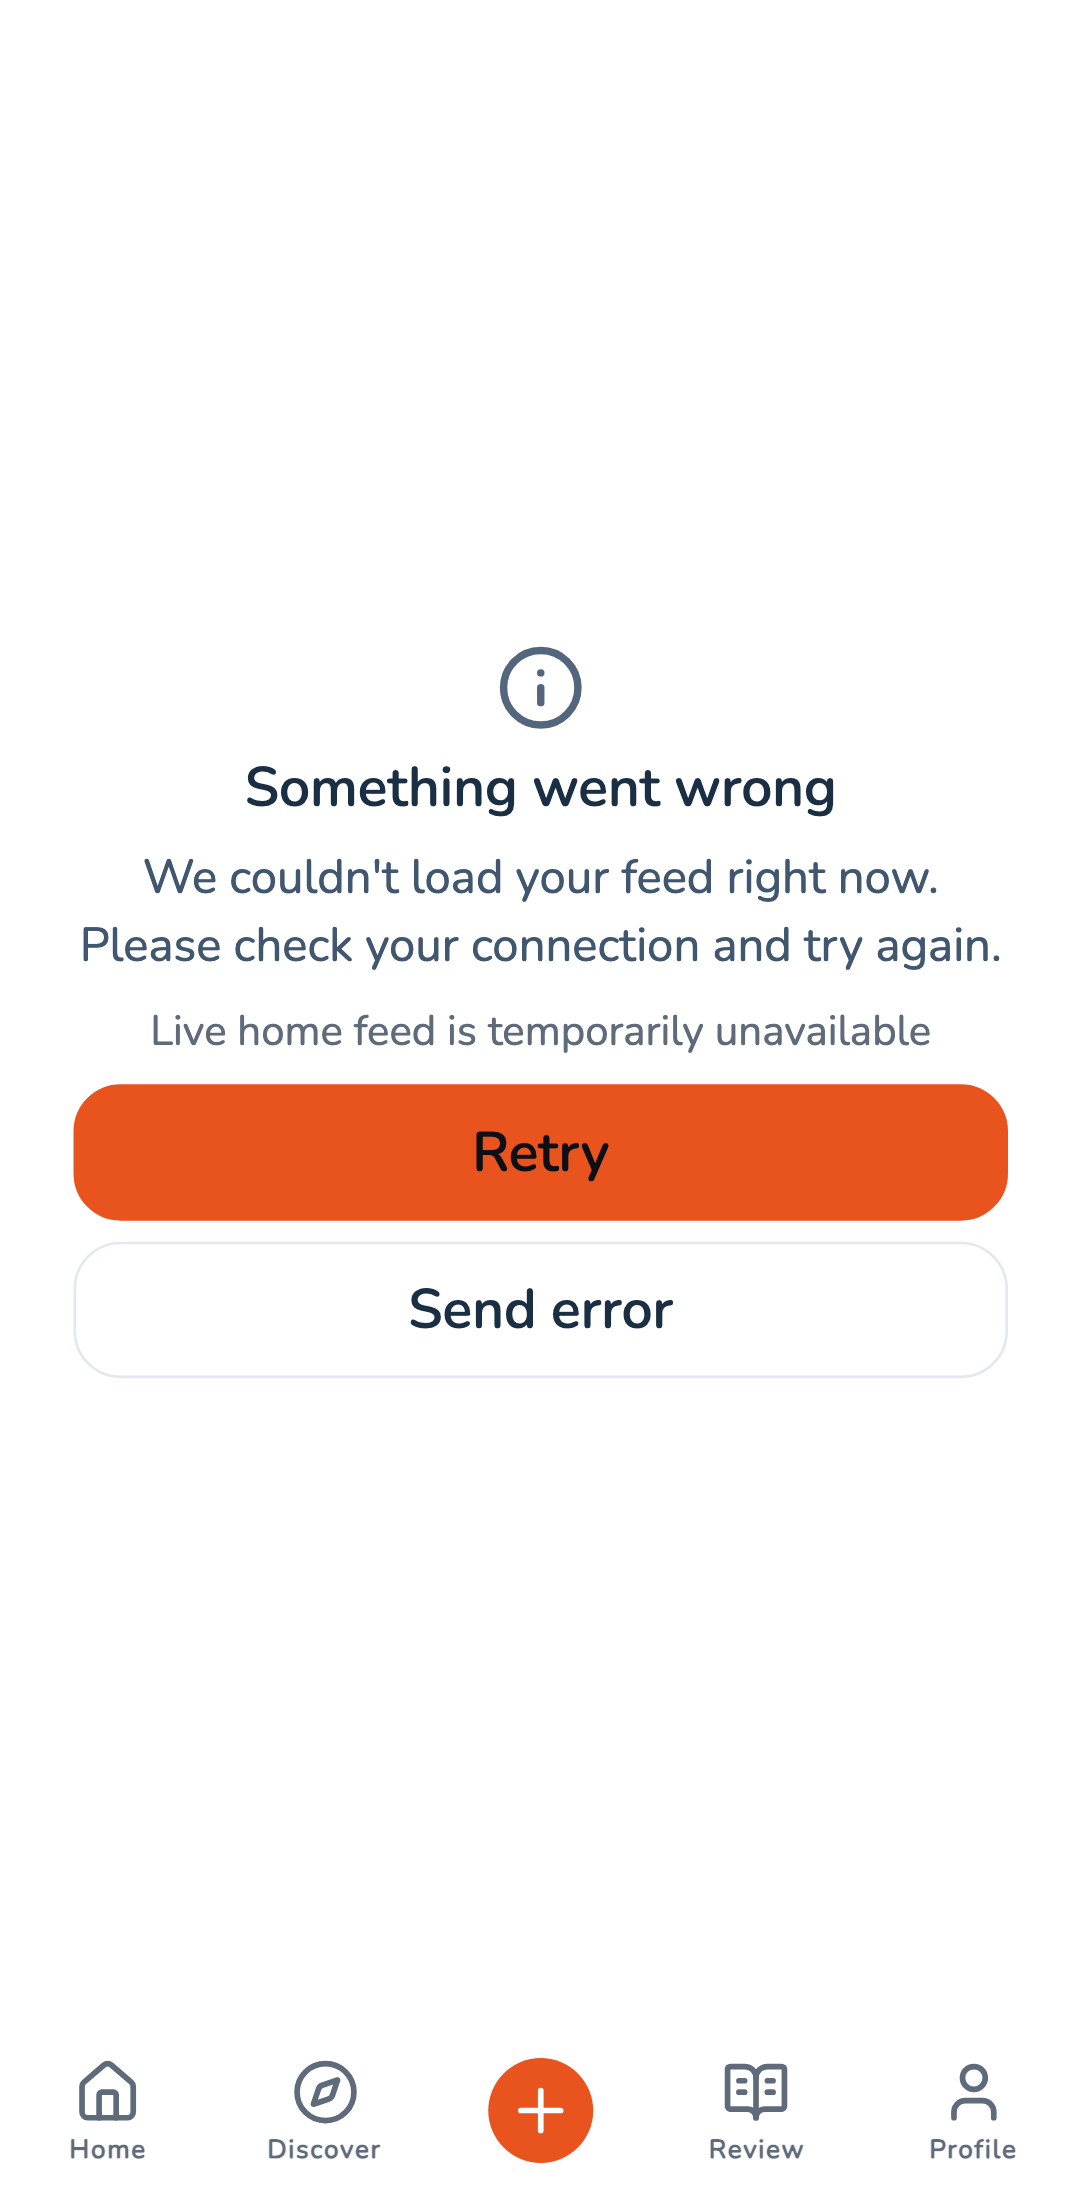 Something went wrong
We couldn't load your feed right now.
Please check your connection and try again.
Live home feed is temporarily unavailable
Retry
Send error
Home
Discover
Review
Profile